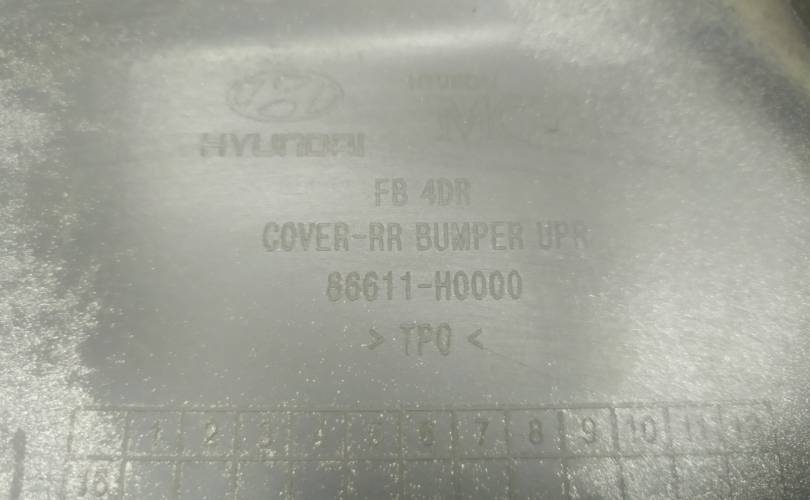 HYUNDAI
HYUNDAI
FB 4DR
COVER-RR BUMPER UPR
86611-H0000
> TPO <
1 2 3 4 5 6 7 8 9 10 11 12